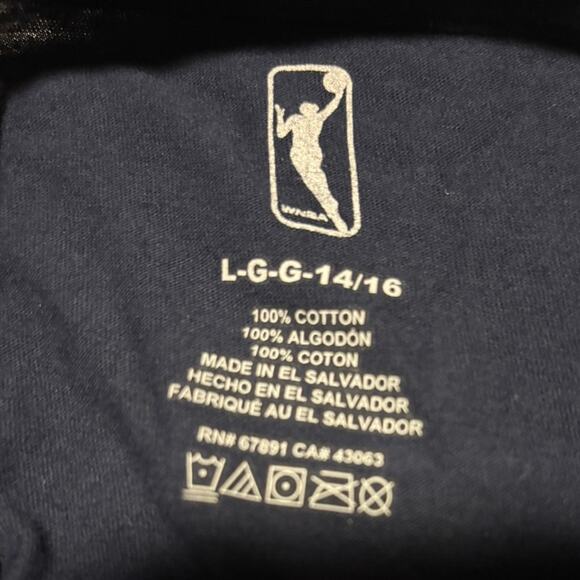 WNBA
L-G-G-14/16
100% COTTON
100% ALGODÓN
100% COTON
MADE IN EL SALVADOR
HECHO EN EL SALVADOR
FABRIQUÉ AU EL SALVADOR
RN# 67891 CA# 43063